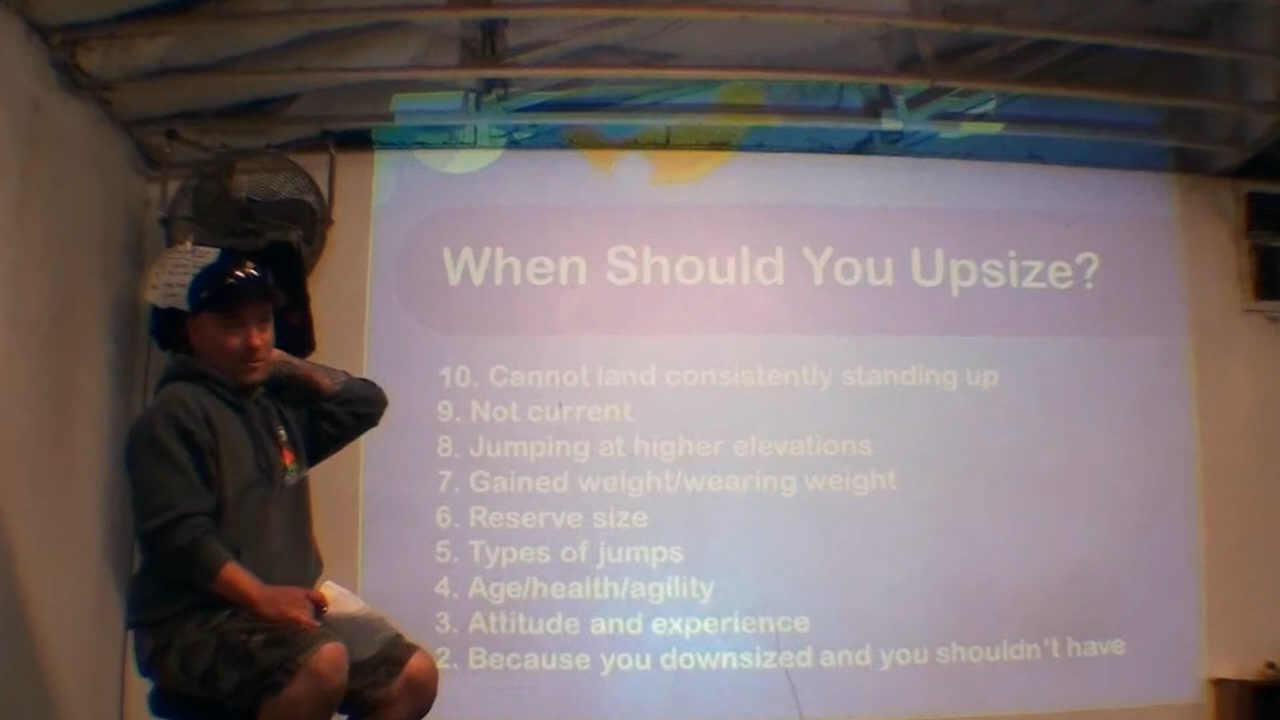 When Should You Upsize?
10. Cannot land consistently standing up
9. Not current
8. Jumping at higher elevations
7. Gained weight/wearing weight
6. Reserve size
5. Types of jumps
4. Age/health/agility
3. Attitude and experience
2. Because you downsized and you shouldn't have